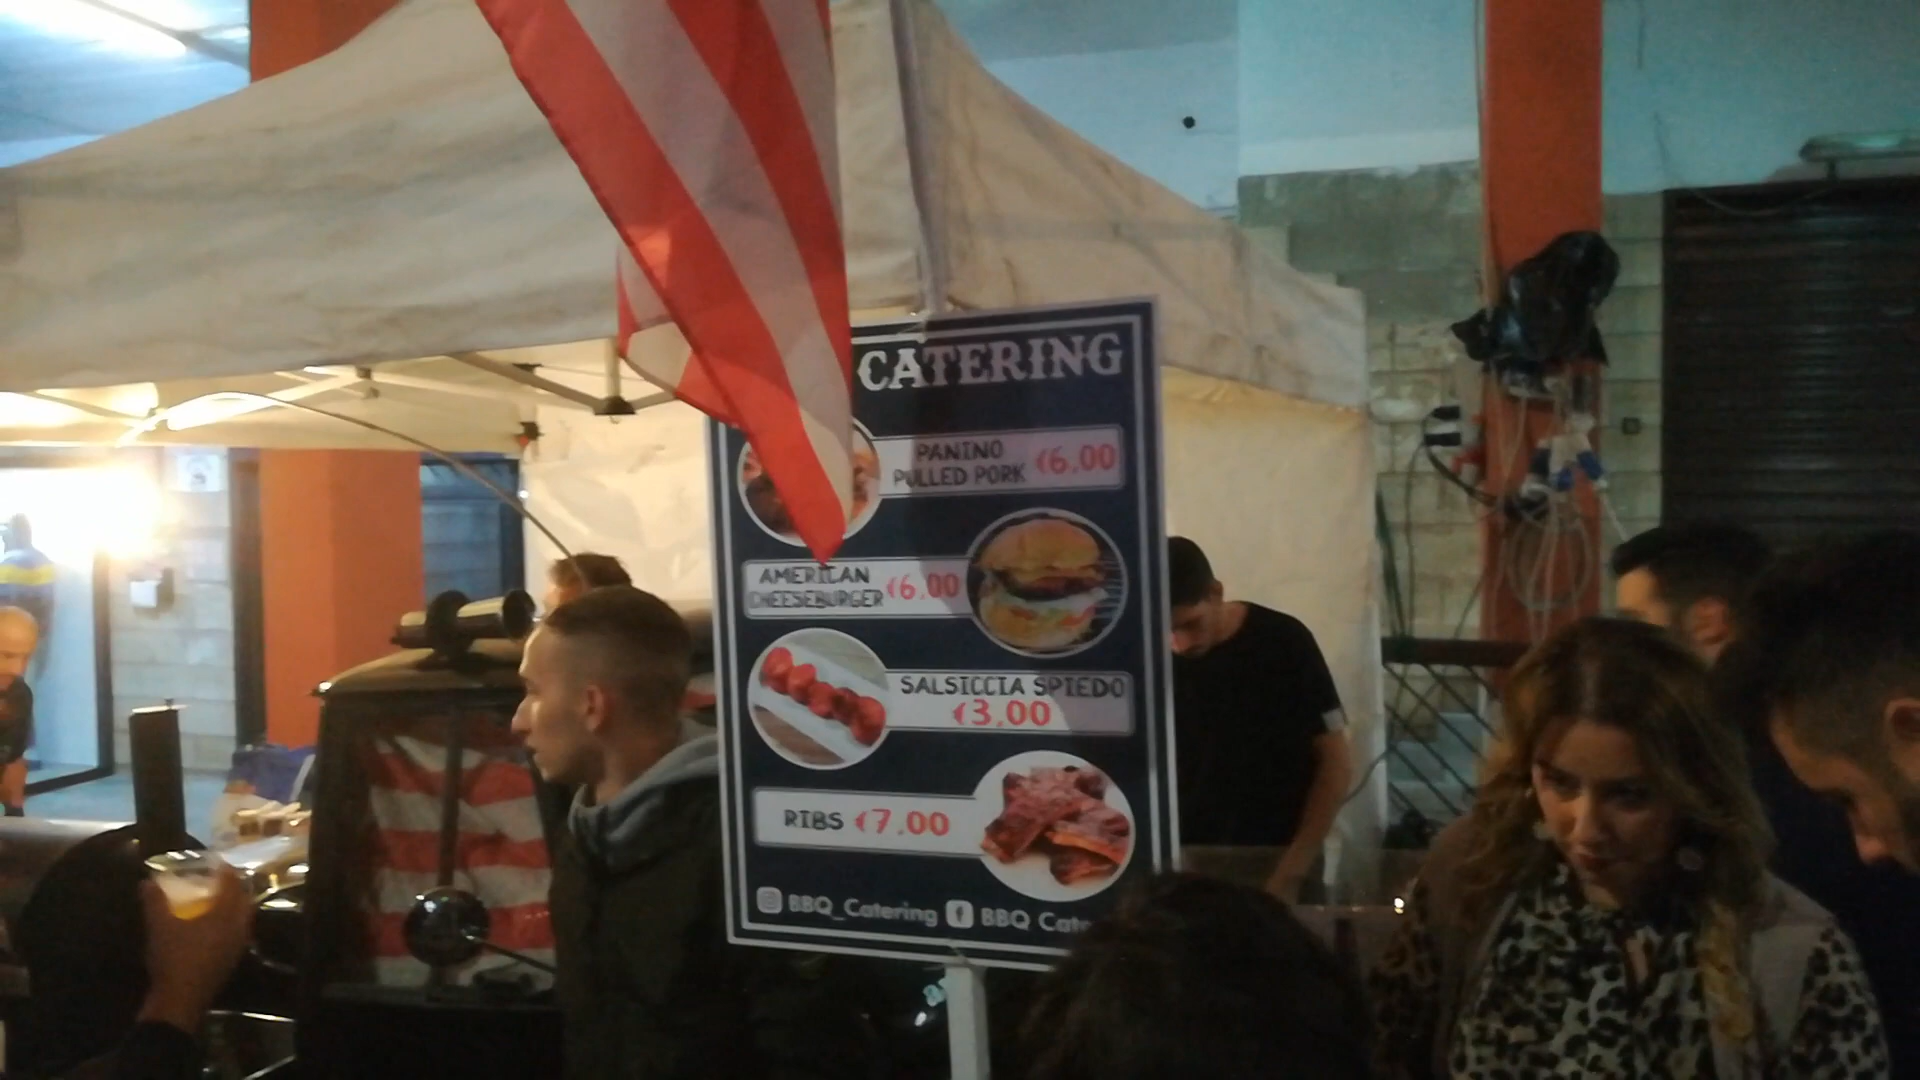 CATERING
PANINO
PULLED PORK €6,00
AMERICAN
CHEESEBURGER €6,00
SALSICCIA SPIEDO
€3,00
RIBS €7,00
BBQ_Catering BBQ